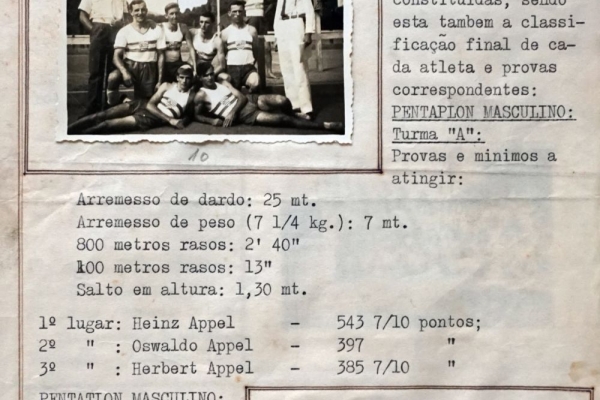 constituidas, sendo
esta tambem a classi-
ficação final de ca-
da atleta e provas
correspondentes:
PENTAPLON MASCULINO:
Turma "A":
Provas e minimos a
atingir:
10
Arremesso de dardo: 25 mt.
Arremesso de peso (7 1/4 kg.): 7 mt.
800 metros rasos: 2' 40"
100 metros rasos: 13"
Salto em altura: 1,30 mt.
1º lugar: Heinz Appel - 543 7/10 pontos;
2º " : Oswaldo Appel - 397 "
3º " : Herbert Appel - 385 7/10 "
PENTATLON MASCULINO: